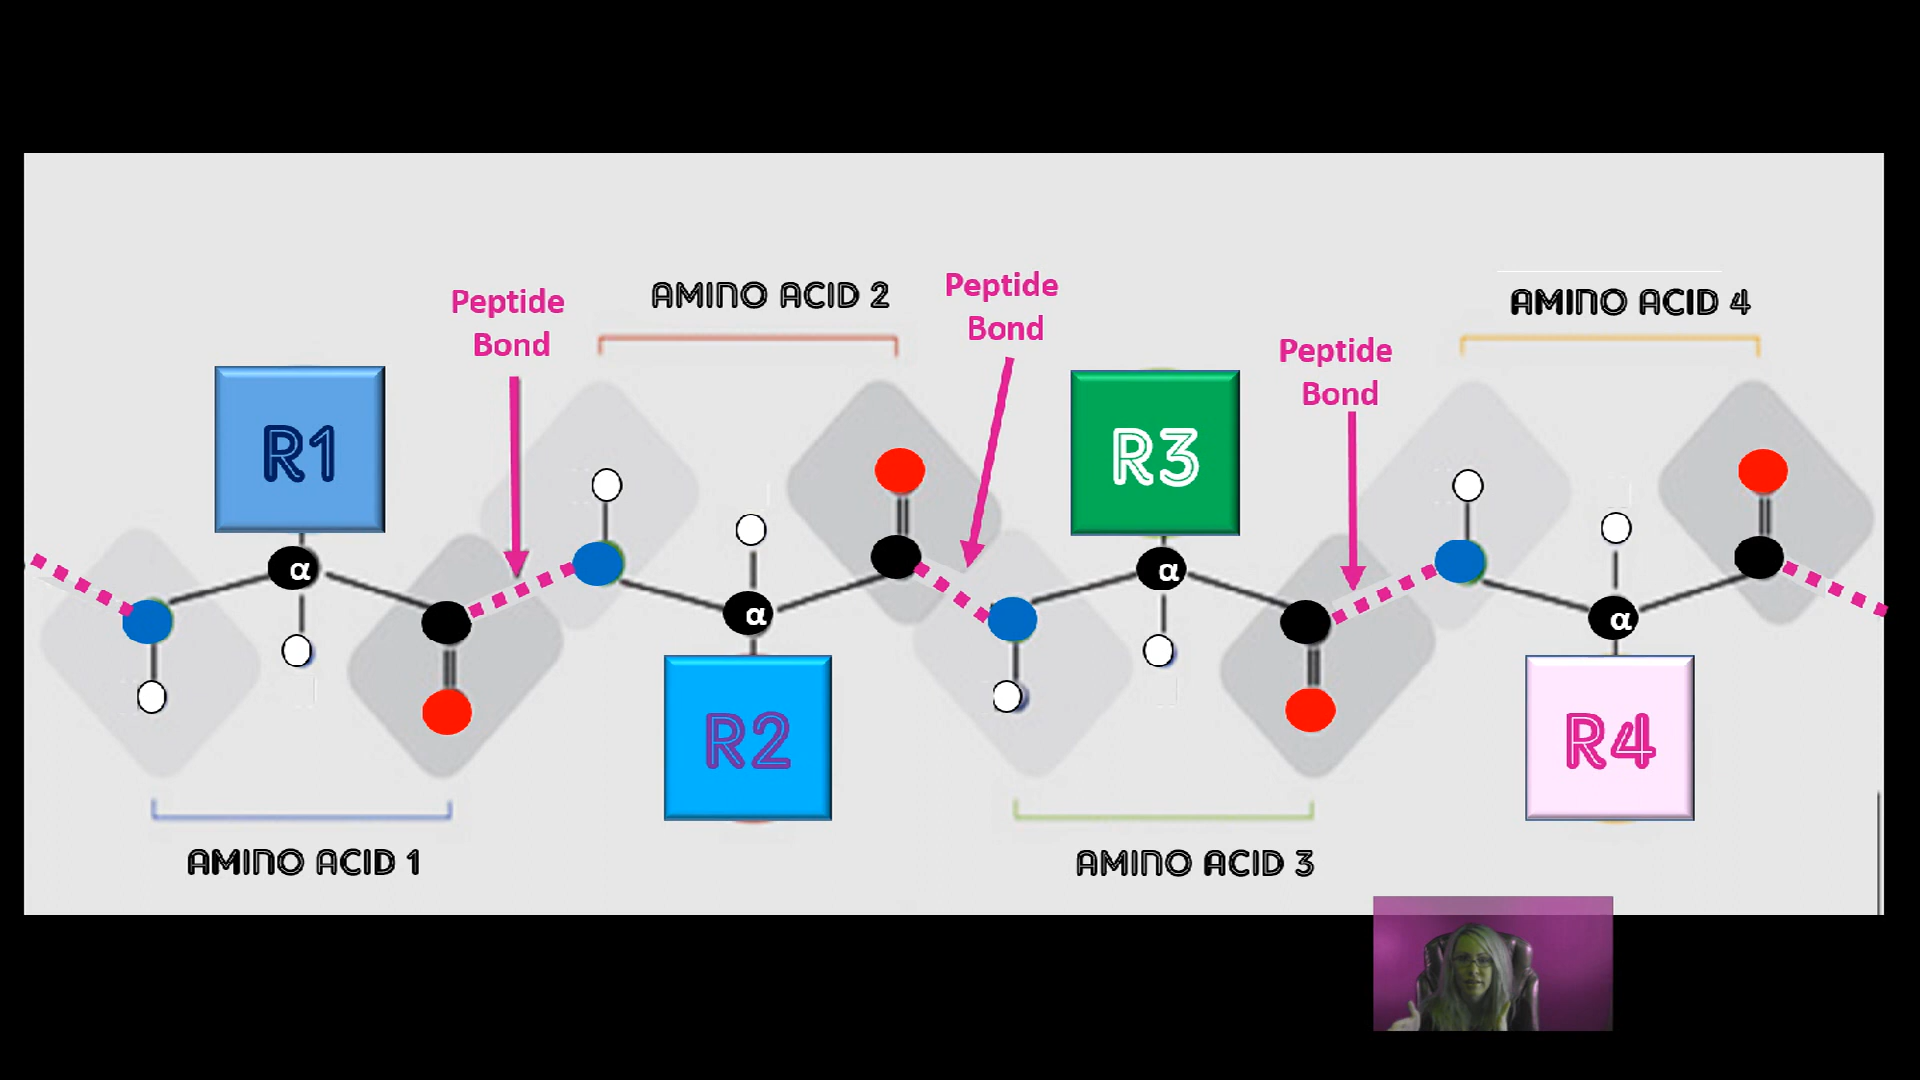 Peptide
Bond
AMINO ACID 2
Peptide
Bond
AMINO ACID 4
Peptide
Bond
R1
R3
α
α
α
α
R2
R4
AMINO ACID 1
AMINO ACID 3